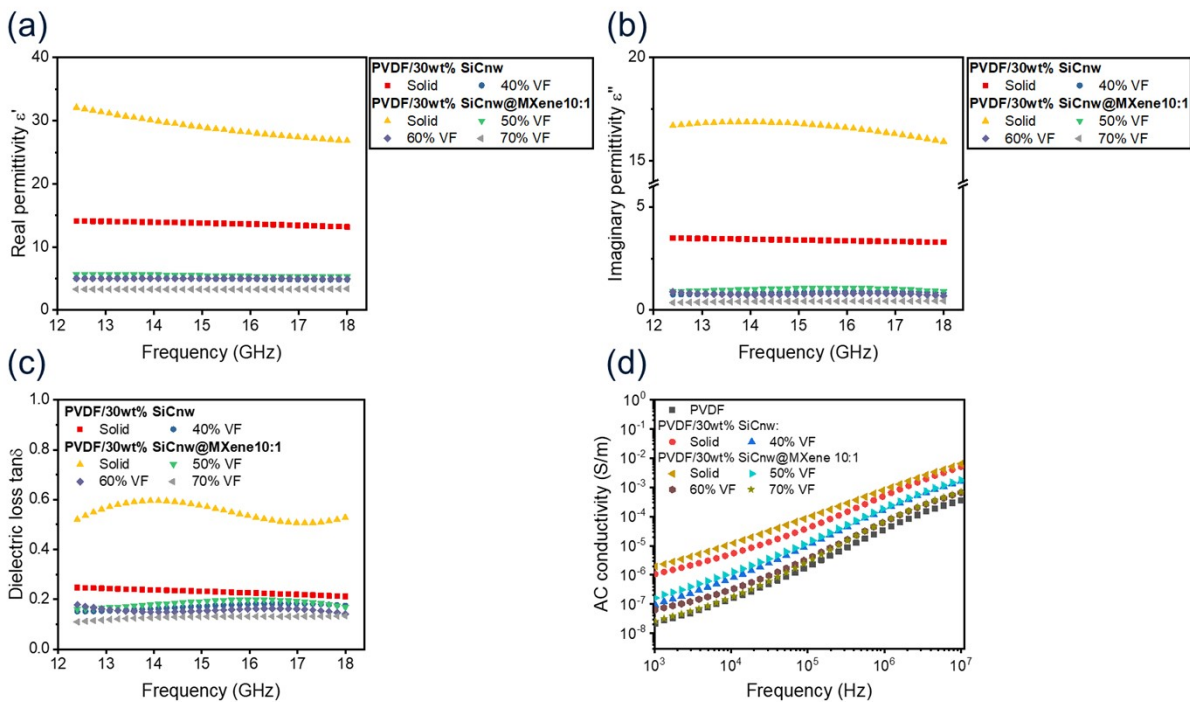 (a)
40
30
20
10
0
12 13 14 15 16 17 18
Real permittivity ε'
Frequency (GHz)
PVDF/30wt% SiCnw
Solid 40% VF
PVDF/30wt% SiCnw@MXene10:1
Solid 50% VF
60% VF 70% VF
(b)
25
20
15
5
0
12 13 14 15 16 17 18
Imaginary permittivity ε"
Frequency (GHz)
PVDF/30wt% SiCnw
Solid 40% VF
PVDF/30wt% SiCnw@MXene10:1
Solid 50% VF
60% VF 70% VF
(c)
1.0
0.8
0.6
0.4
0.2
0.0
12 13 14 15 16 17 18
Dielectric loss tanδ
Frequency (GHz)
PVDF/30wt% SiCnw
Solid 40% VF
PVDF/30wt% SiCnw@MXene10:1
Solid 50% VF
60% VF 70% VF
(d)
10⁰
10⁻¹
10⁻²
10⁻³
10⁻⁴
10⁻⁵
10⁻⁶
10⁻⁷
10⁻⁸
10³ 10⁴ 10⁵ 10⁶ 10⁷
AC conductivity (S/m)
Frequency (Hz)
PVDF
PVDF/30wt% SiCnw:
Solid 40% VF
PVDF/30wt% SiCnw@MXene 10:1
Solid 50% VF
60% VF 70% VF